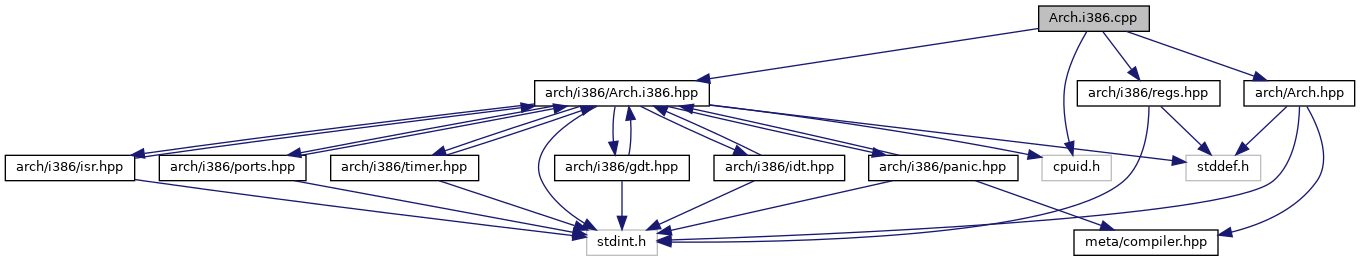 Arch.i386.cpp
arch/i386/Arch.i386.hpp
arch/i386/regs.hpp
arch/Arch.hpp
arch/i386/isr.hpp
arch/i386/ports.hpp
arch/i386/timer.hpp
arch/i386/gdt.hpp
arch/i386/idt.hpp
arch/i386/panic.hpp
cpuid.h
stddef.h
stdint.h
meta/compiler.hpp